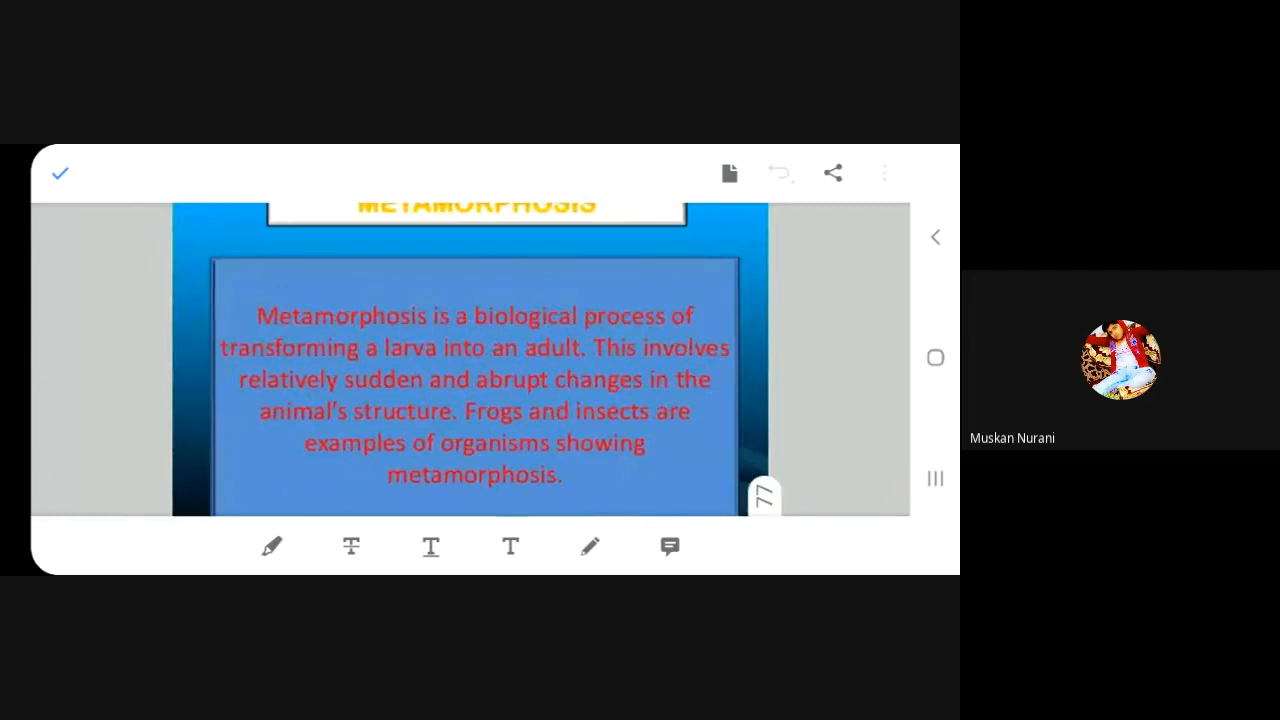 METAMORPHOSIS
Metamorphosis is a biological process of
transforming a larva into an adult. This involves
relatively sudden and abrupt changes in the
animal's structure. Frogs and insects are
examples of organisms showing
metamorphosis.
77
Muskan Nurani